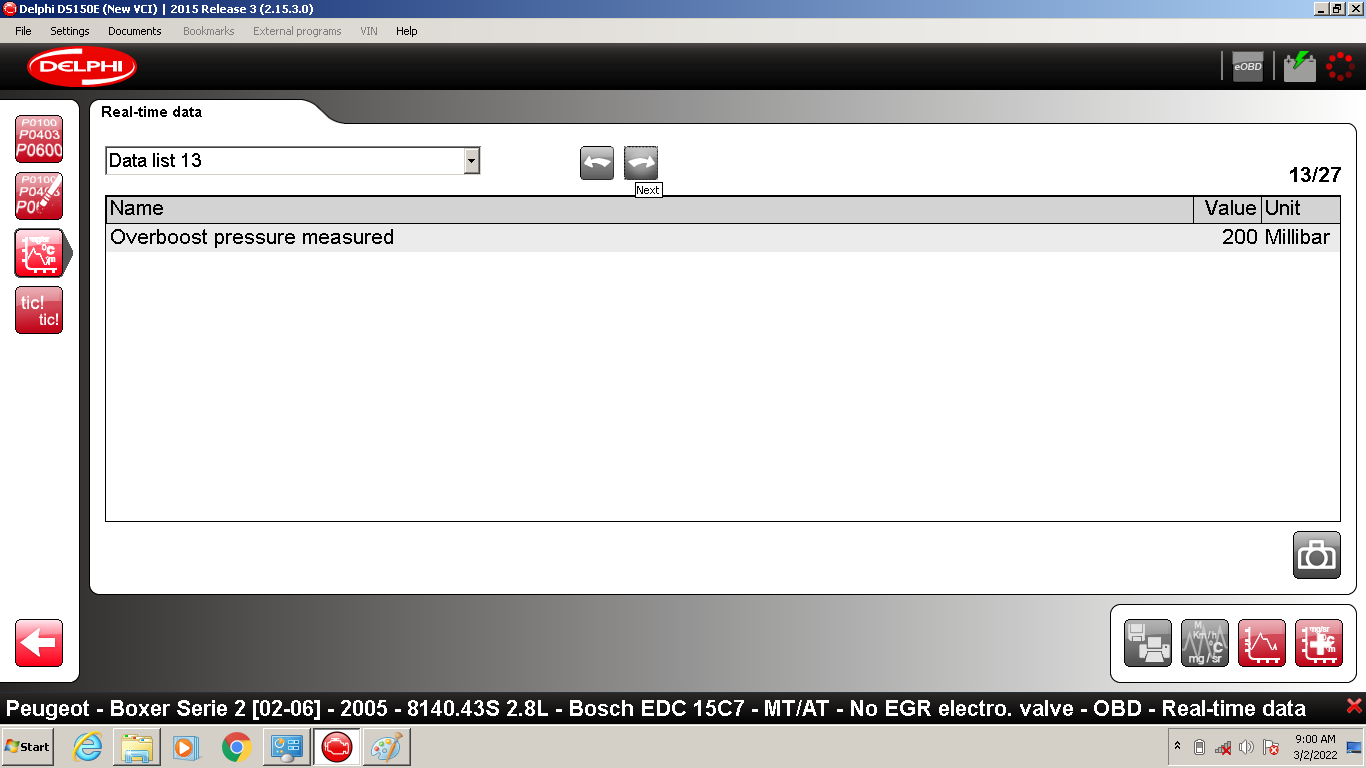 Delphi DS150E (New VCI) | 2015 Release 3 (2.15.3.0)
File Settings Documents Bookmarks External programs VIN Help
DELPHI
eOBD
Real-time data
P0100
P0403
P0600
Data list 13
13/27
Next
P0100
Name Value Unit
Overboost pressure measured 200 Millibar
°C
tic!
tic!
M
Km/h
°C
mg/sr
mg/sr
°C
Peugeot - Boxer Serie 2 [02-06] - 2005 - 8140.43S 2.8L - Bosch EDC 15C7 - MT/AT - No EGR electro. valve - OBD - Real-time data
Start
9:00 AM
3/2/2022